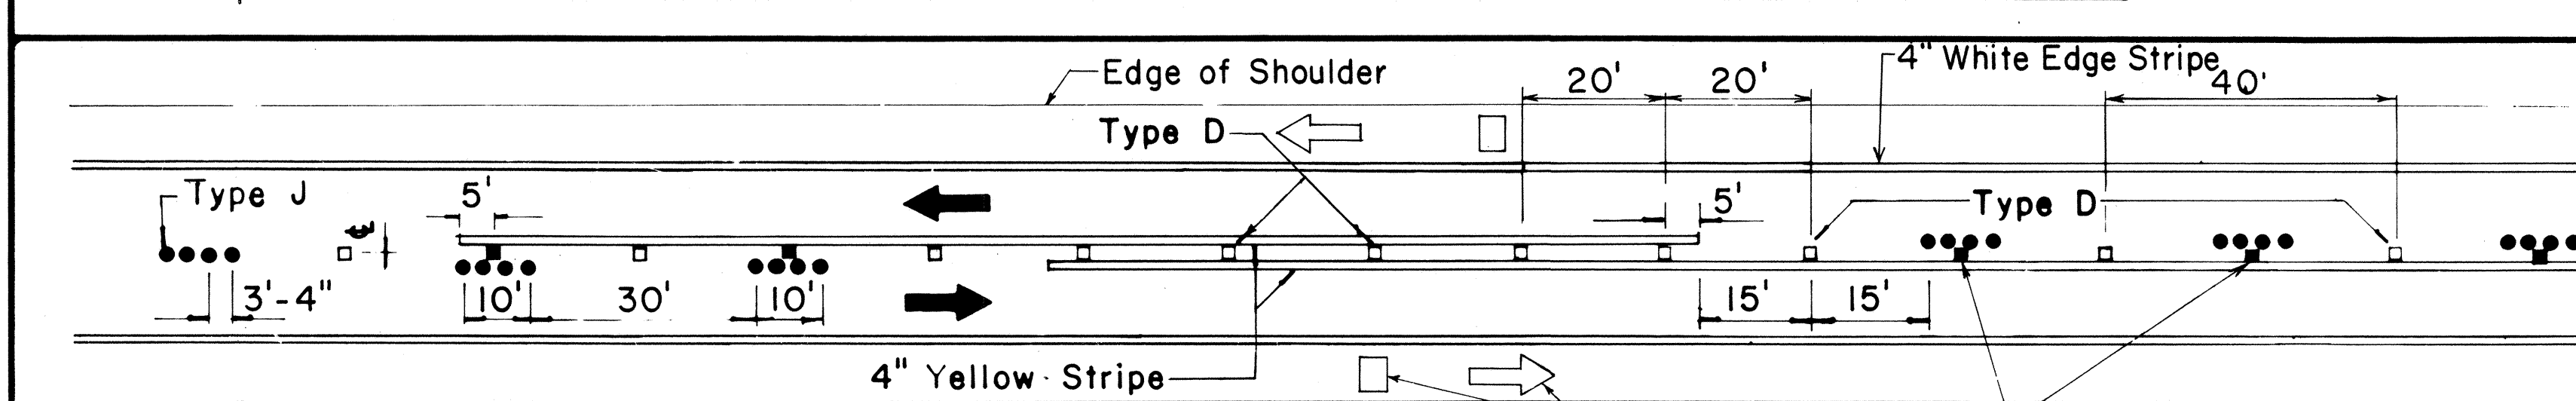 4" White Edge Stripe
Edge of Shoulder
20'
20'
40'
Type D
Type J
5'
5'
Type D
3'-4"
10'
30'
10'
15'
15'
4" Yellow Stripe